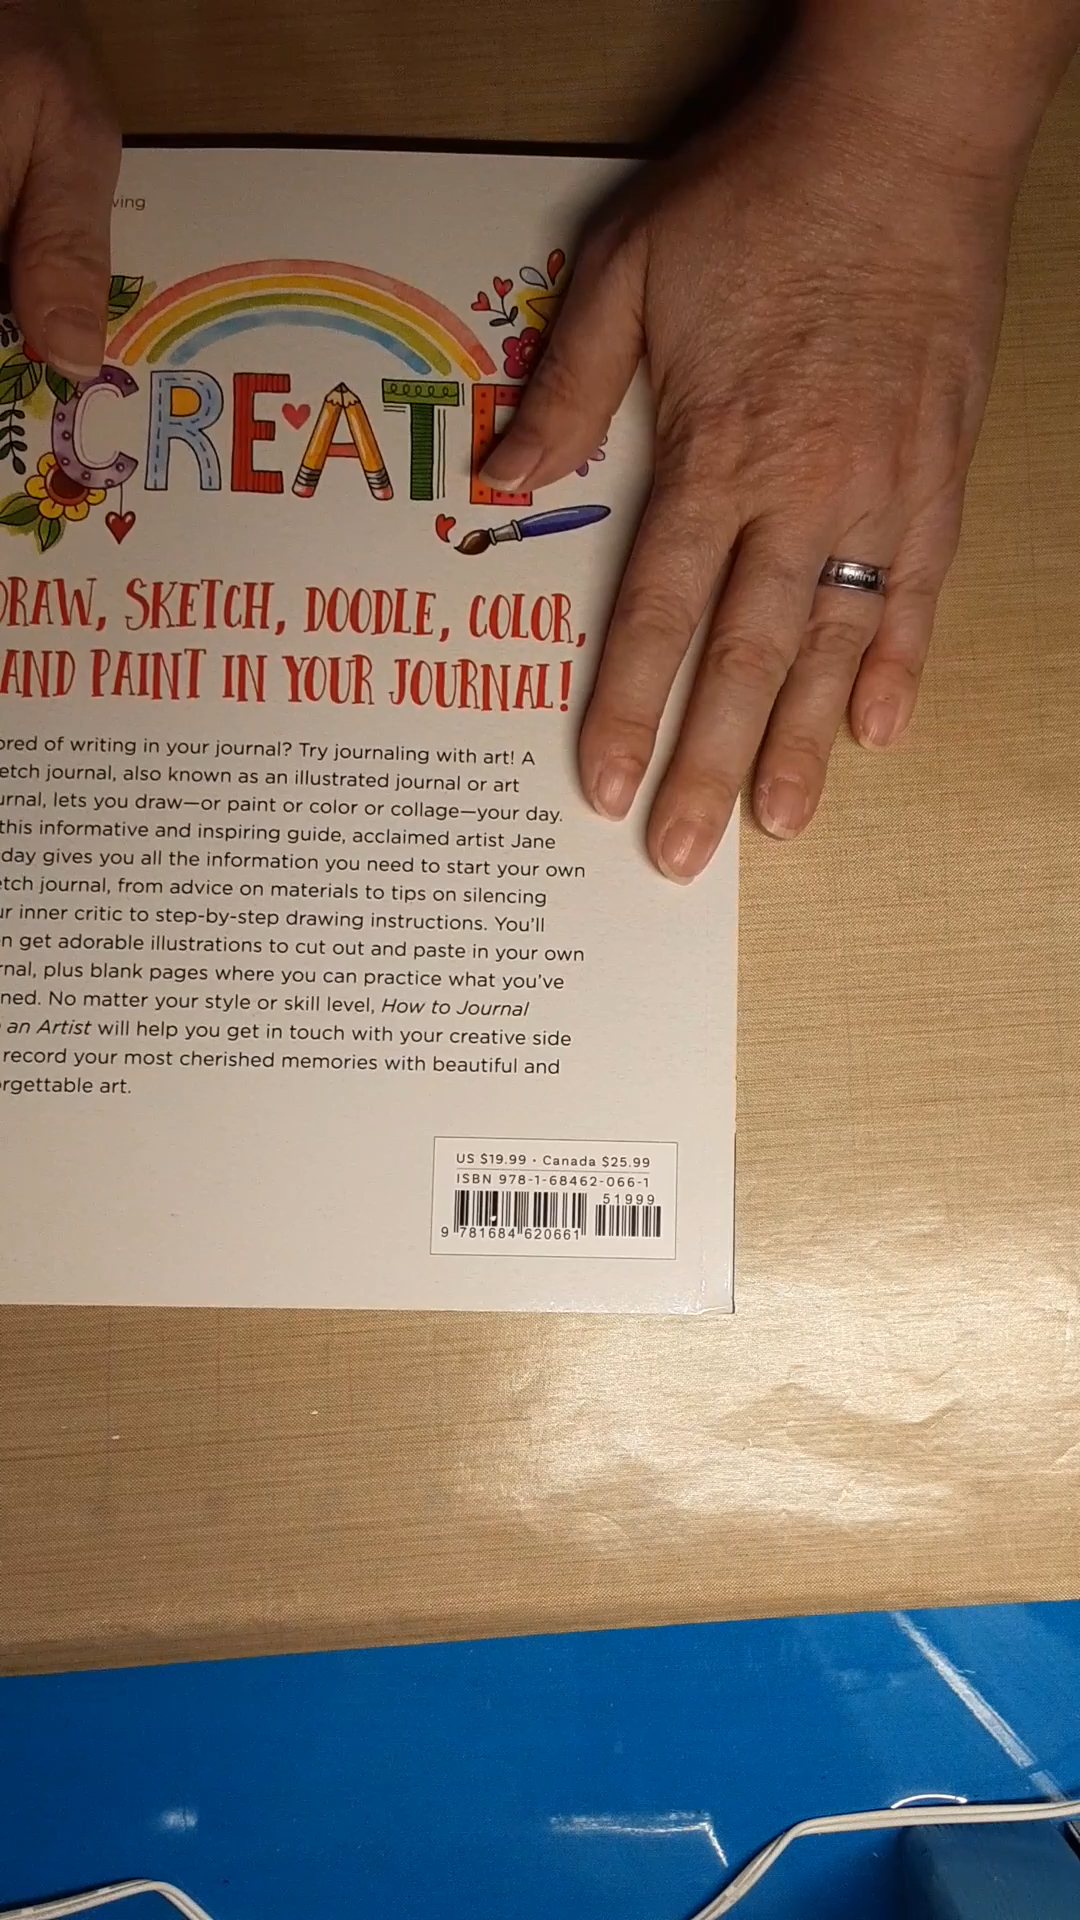 CREATE
DRAW, SKETCH, DOODLE, COLOR,
AND PAINT IN YOUR JOURNAL!
ored of writing in your journal? Try journaling with art! A
etch journal, also known as an illustrated journal or art
urnal, lets you draw—or paint or color or collage—your day.
this informative and inspiring guide, acclaimed artist Jane
day gives you all the information you need to start your own
etch journal, from advice on materials to tips on silencing
ur inner critic to step-by-step drawing instructions. You'll
n get adorable illustrations to cut out and paste in your own
rnal, plus blank pages where you can practice what you've
ned. No matter your style or skill level, How to Journal
an Artist will help you get in touch with your creative side
record your most cherished memories with beautiful and
rgettable art.
US $19.99 · Canada $25.99
ISBN 978-1-68462-066-1
51999
9 781684 620661